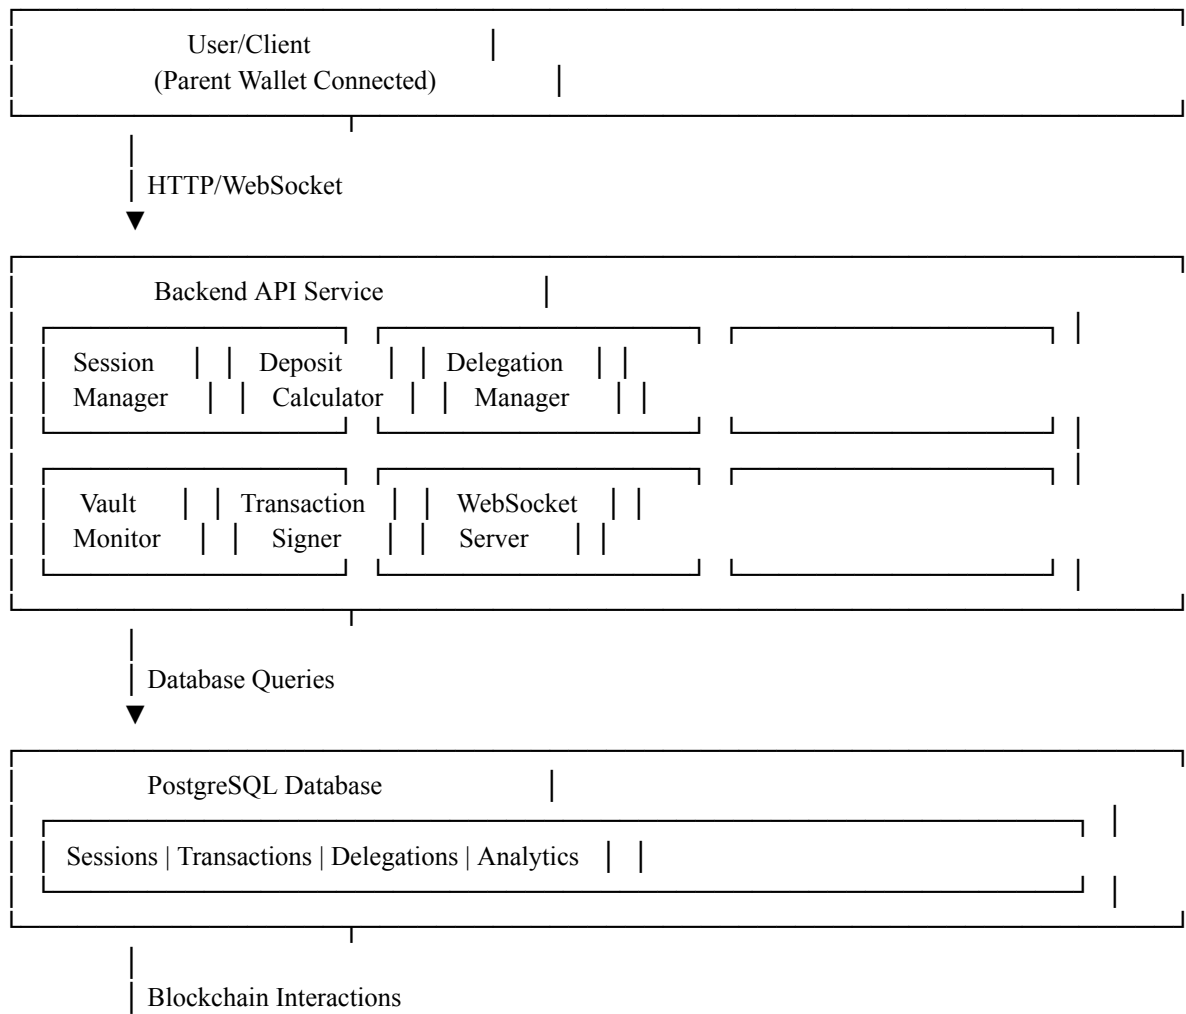 User/Client
(Parent Wallet Connected)
HTTP/WebSocket
▼
Backend API Service
Session │ │ Deposit │ │ Delegation │ │
Manager │ │ Calculator │ │ Manager │ │
Vault │ │ Transaction │ │ WebSocket │ │
Monitor │ │ Signer │ │ Server │ │
Database Queries
▼
PostgreSQL Database
Sessions | Transactions | Delegations | Analytics │ │
Blockchain Interactions